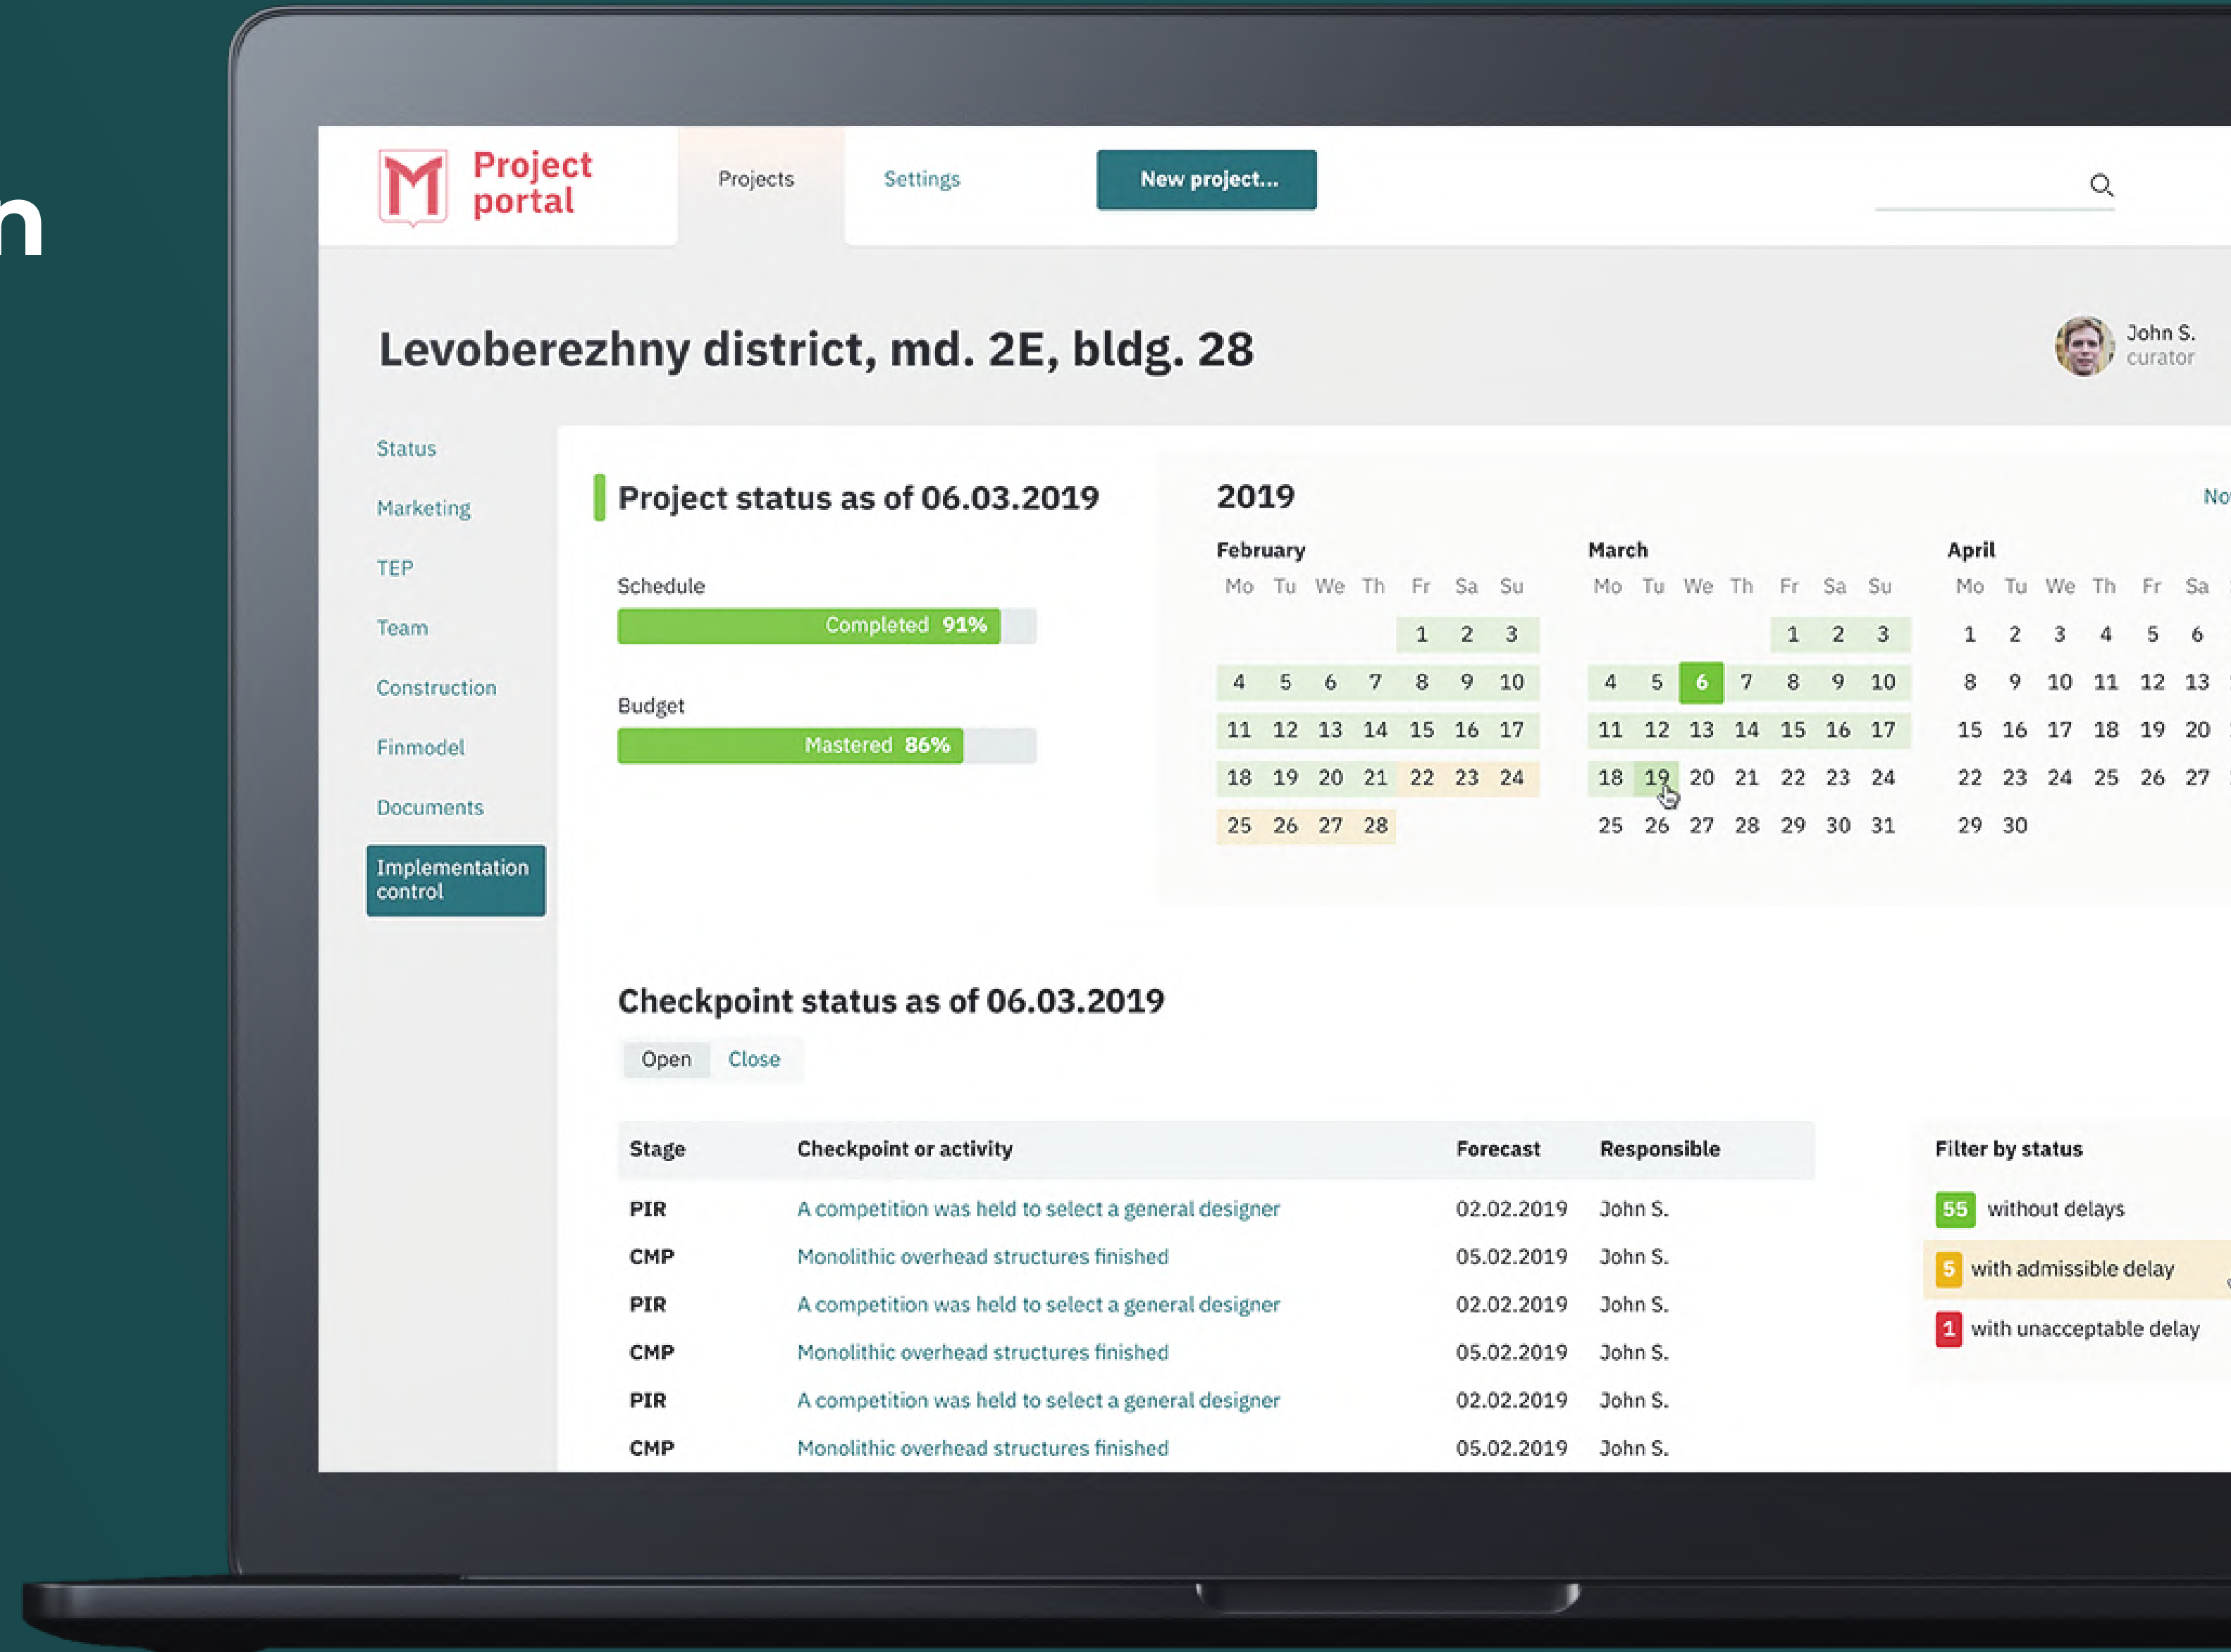 n
Project
portal
Projects
Settings
New project...
Levoberezhny district, md. 2E, bldg. 28
John S.
curator
Status
Marketing
TEP
Team
Construction
Finmodel
Documents
Implementation
control
Project status as of 06.03.2019
Schedule
Completed 91%
Budget
Mastered 86%
2019
February
Mo Tu We Th Fr Sa Su
1 2 3
4 5 6 7 8 9 10
11 12 13 14 15 16 17
18 19 20 21 22 23 24
25 26 27 28
March
Mo Tu We Th Fr Sa Su
1 2 3
4 5 6 7 8 9 10
11 12 13 14 15 16 17
18 19 20 21 22 23 24
25 26 27 28 29 30 31
April
Mo Tu We Th Fr Sa
1 2 3 4 5 6
8 9 10 11 12 13
15 16 17 18 19 20
22 23 24 25 26 27
29 30
Checkpoint status as of 06.03.2019
Open Close
Stage Checkpoint or activity Forecast Responsible
PIR A competition was held to select a general designer 02.02.2019 John S.
CMP Monolithic overhead structures finished 05.02.2019 John S.
PIR A competition was held to select a general designer 02.02.2019 John S.
CMP Monolithic overhead structures finished 05.02.2019 John S.
PIR A competition was held to select a general designer 02.02.2019 John S.
CMP Monolithic overhead structures finished 05.02.2019 John S.
Filter by status
55 without delays
5 with admissible delay
1 with unacceptable delay